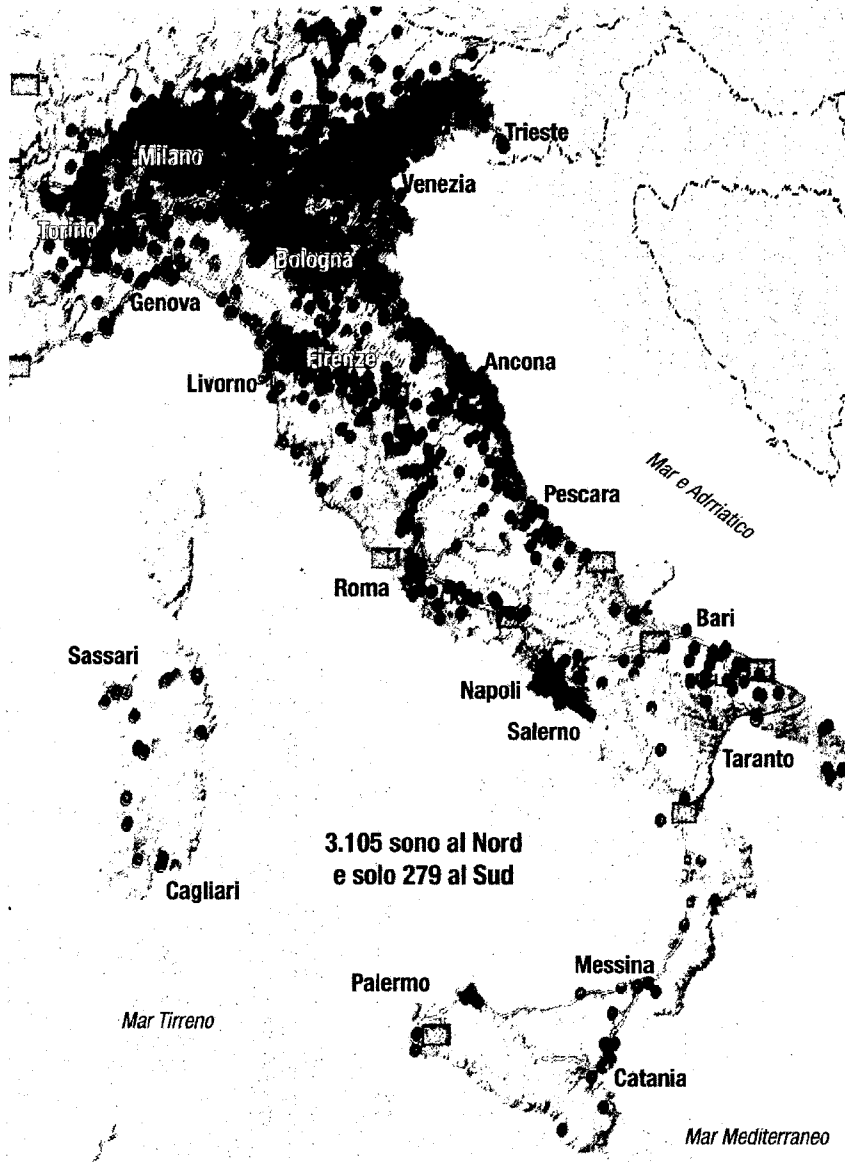 Trieste
Milano
Venezia
Torino
Bologna
Genova
Firenze
Ancona
Livorno
Mar e Adrriatico
Pescara
Roma
Bari
Sassari
Napoli
Salerno
Taranto
3.105 sono al Nord
e solo 279 al Sud
Cagliari
Messina
Palermo
Mar Tirreno
Catania
Mar Mediterraneo